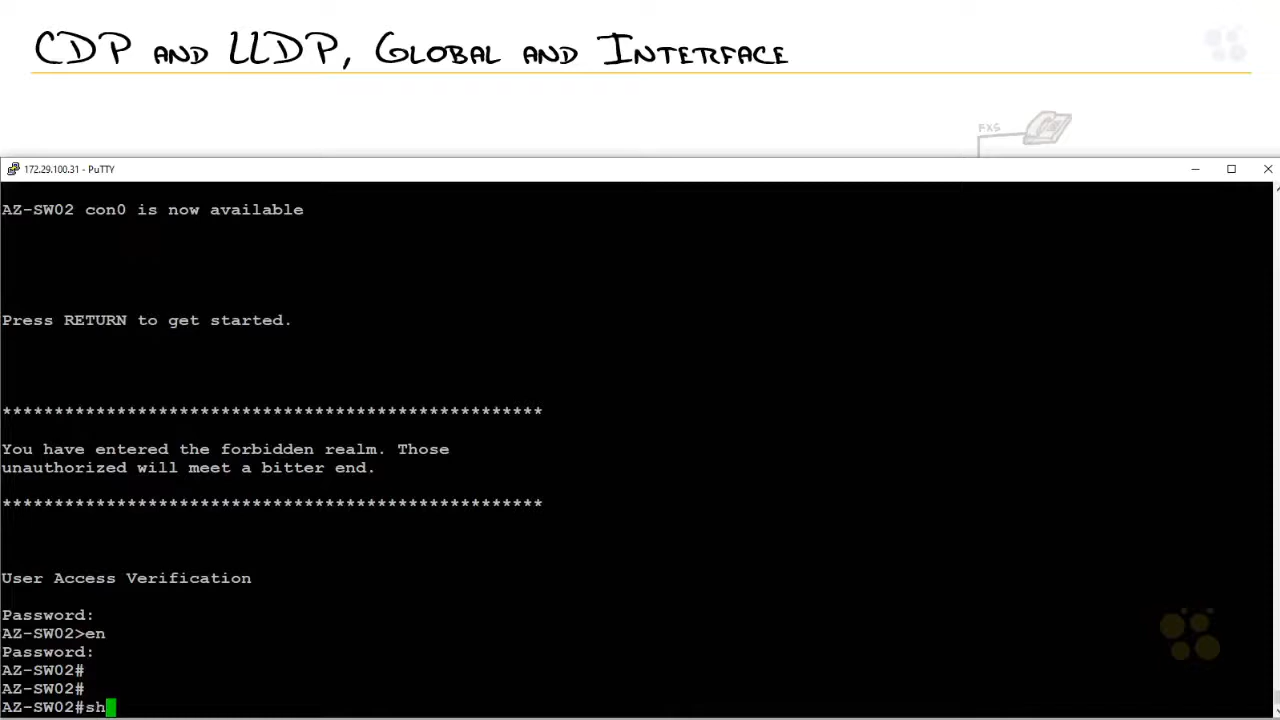 CDP AND LLDP, GLOBAL AND INTERFACE
FXS
172.29.100.31 - PuTTY
AZ-SW02 con0 is now available
Press RETURN to get started.
****************************************************
You have entered the forbidden realm. Those
unauthorized will meet a bitter end.
****************************************************
User Access Verification
Password:
AZ-SW02>en
Password:
AZ-SW02#
AZ-SW02#
AZ-SW02#sh